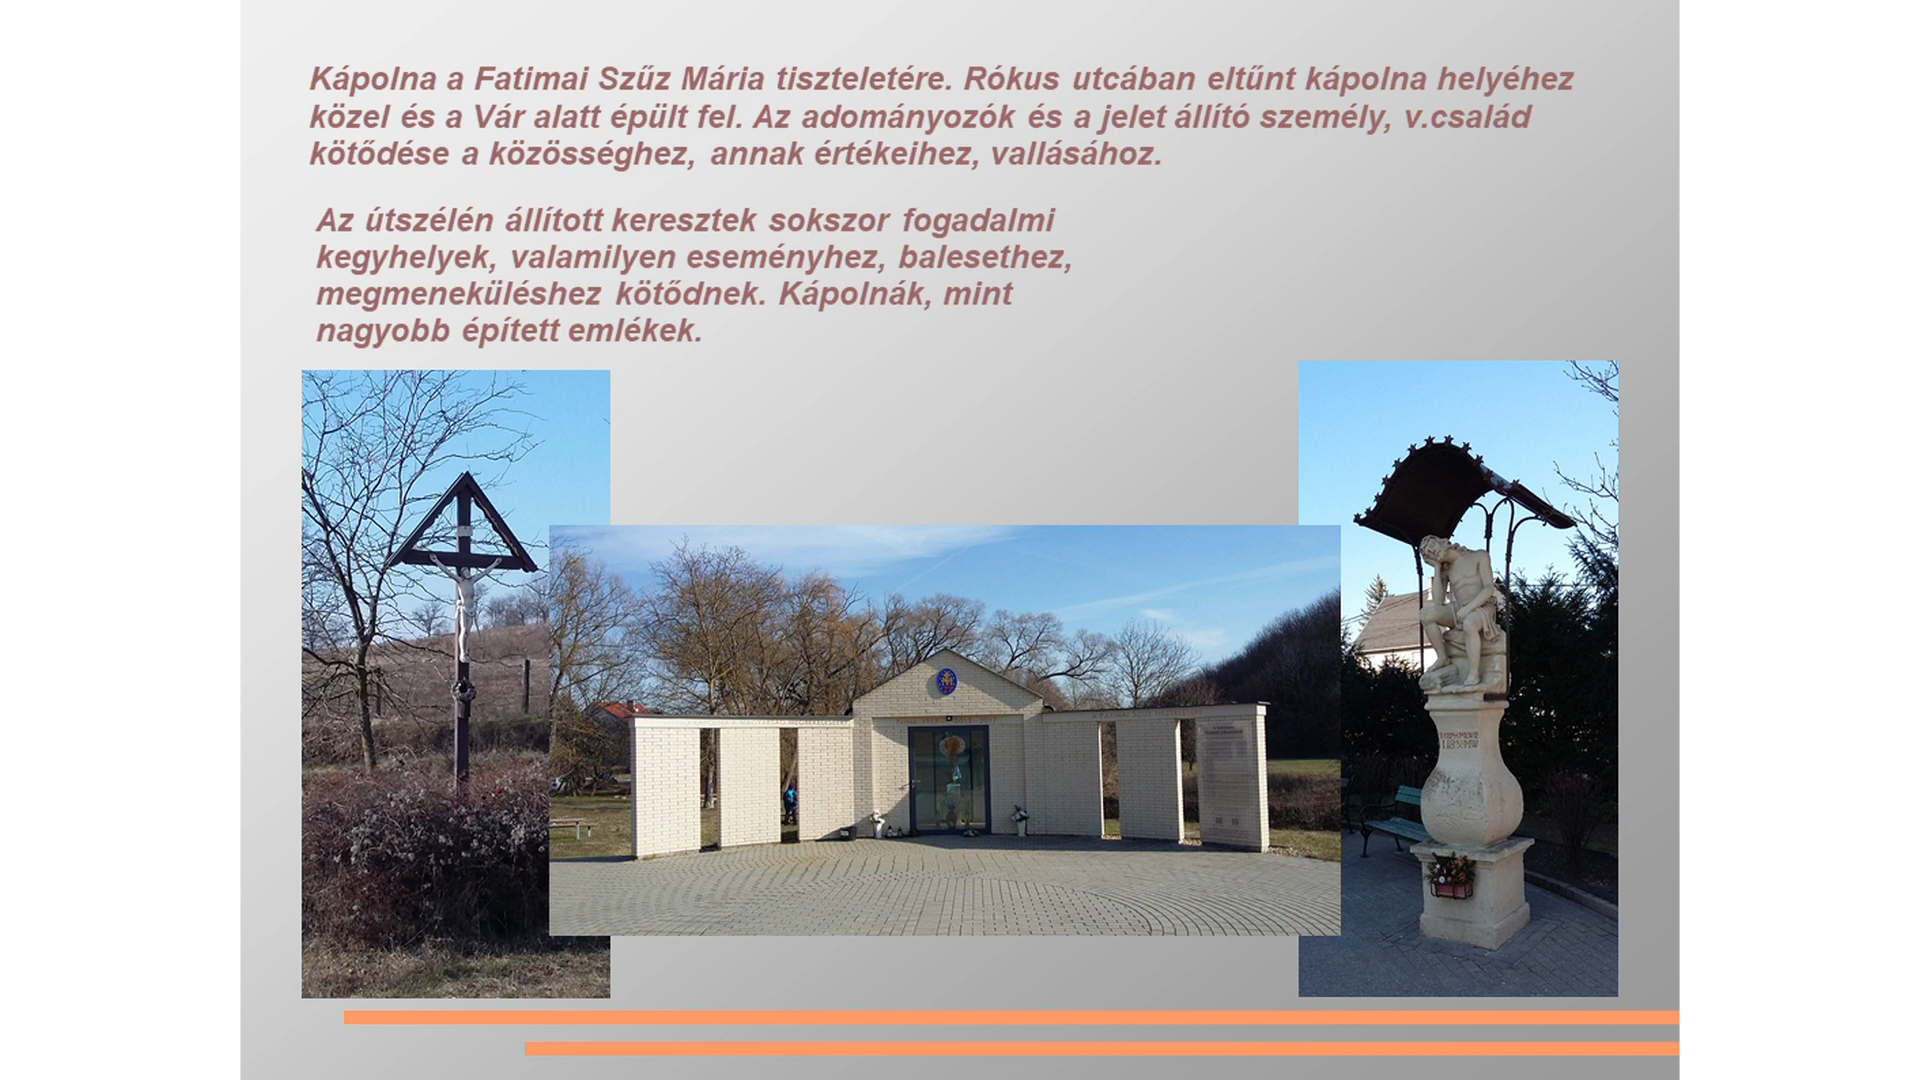 Kápolna a Fatimai Szűz Mária tiszteletére. Rókus utcában eltűnt kápolna helyéhez
közel és a Vár alatt épült fel. Az adományozók és a jelet állító személy, v.család
kötődése a közösséghez, annak értékeihez, vallásához.
Az útszélén állított keresztek sokszor fogadalmi
kegyhelyek, valamilyen eseményhez, balesethez,
megmeneküléshez kötődnek. Kápolnák, mint
nagyobb épített emlékek.